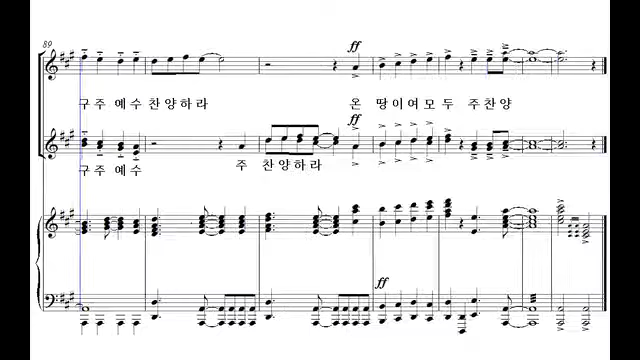 89
ff
구주 예수 찬양하라 온 땅이여 모두 주 찬양
ff
구주 예수 주 찬양하라
ff